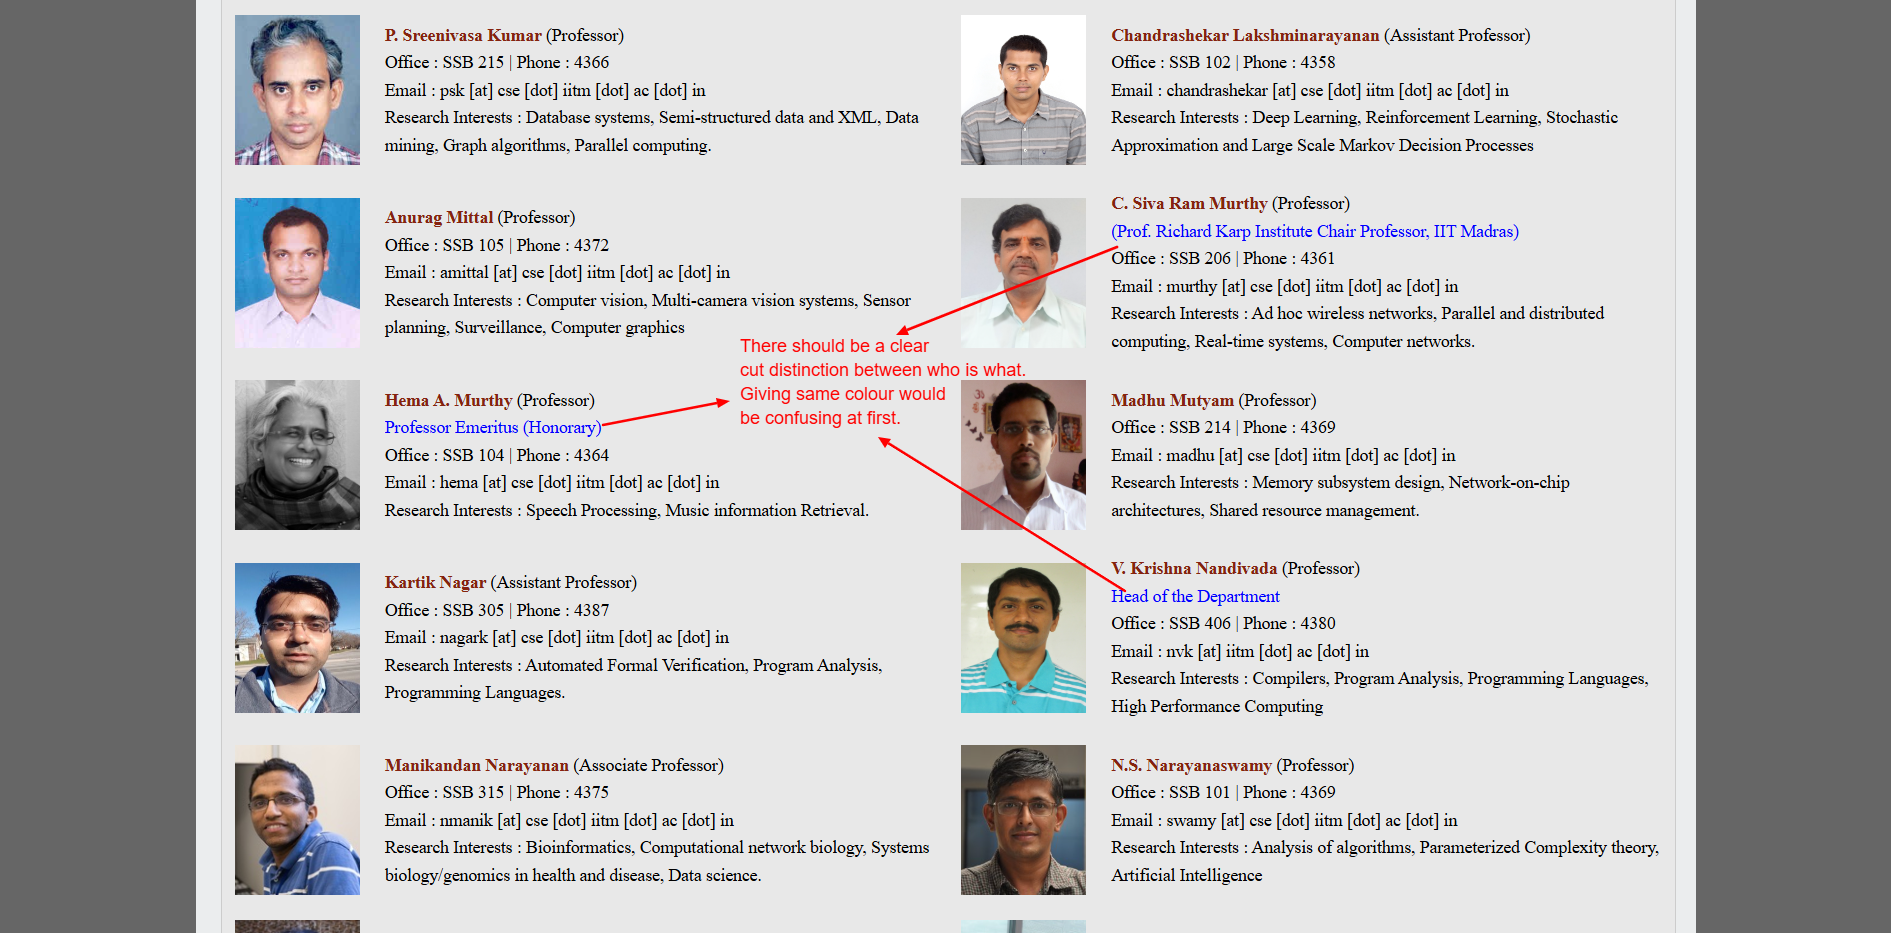 P. Sreenivasa Kumar (Professor)
Office : SSB 215 | Phone : 4366
Email : psk [at] cse [dot] iitm [dot] ac [dot] in
Research Interests : Database systems, Semi-structured data and XML, Data
mining, Graph algorithms, Parallel computing.
Chandrashekar Lakshminarayanan (Assistant Professor)
Office : SSB 102 | Phone : 4358
Email : chandrashekar [at] cse [dot] iitm [dot] ac [dot] in
Research Interests : Deep Learning, Reinforcement Learning, Stochastic
Approximation and Large Scale Markov Decision Processes
Anurag Mittal (Professor)
Office : SSB 105 | Phone : 4372
Email : amittal [at] cse [dot] iitm [dot] ac [dot] in
Research Interests : Computer vision, Multi-camera vision systems, Sensor
planning, Surveillance, Computer graphics
C. Siva Ram Murthy (Professor)
(Prof. Richard Karp Institute Chair Professor, IIT Madras)
Office : SSB 206 | Phone : 4361
Email : murthy [at] cse [dot] iitm [dot] ac [dot] in
Research Interests : Ad hoc wireless networks, Parallel and distributed
computing, Real-time systems, Computer networks.
There should be a clear
cut distinction between who is what.
Giving same colour would
be confusing at first.
Hema A. Murthy (Professor)
Professor Emeritus (Honorary)
Office : SSB 104 | Phone : 4364
Email : hema [at] cse [dot] iitm [dot] ac [dot] in
Research Interests : Speech Processing, Music information Retrieval.
Madhu Mutyam (Professor)
Office : SSB 214 | Phone : 4369
Email : madhu [at] cse [dot] iitm [dot] ac [dot] in
Research Interests : Memory subsystem design, Network-on-chip
architectures, Shared resource management.
Kartik Nagar (Assistant Professor)
Office : SSB 305 | Phone : 4387
Email : nagark [at] cse [dot] iitm [dot] ac [dot] in
Research Interests : Automated Formal Verification, Program Analysis,
Programming Languages.
V. Krishna Nandivada (Professor)
Head of the Department
Office : SSB 406 | Phone : 4380
Email : nvk [at] iitm [dot] ac [dot] in
Research Interests : Compilers, Program Analysis, Programming Languages,
High Performance Computing
Manikandan Narayanan (Associate Professor)
Office : SSB 315 | Phone : 4375
Email : nmanik [at] cse [dot] iitm [dot] ac [dot] in
Research Interests : Bioinformatics, Computational network biology, Systems
biology/genomics in health and disease, Data science.
N.S. Narayanaswamy (Professor)
Office : SSB 101 | Phone : 4369
Email : swamy [at] cse [dot] iitm [dot] ac [dot] in
Research Interests : Analysis of algorithms, Parameterized Complexity theory,
Artificial Intelligence